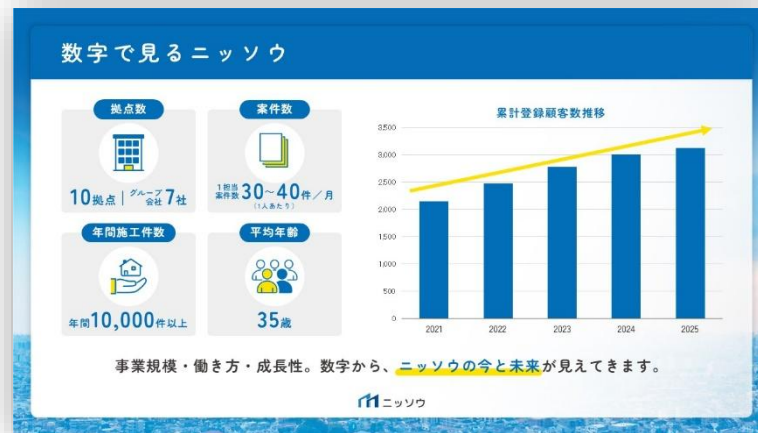 数字で見るニッソウ
拠点数
10拠点｜グループ会社7社
案件数
1担当案件数30～40件／月
(1人あたり)
年間施工件数
年間10,000件以上
平均年齢
35歳
累計登録顧客数推移
3,500
3,000
2,500
2,000
1,500
1,000
500
0
2021 2022 2023 2024 2025
事業規模・働き方・成長性。数字から、ニッソウの今と未来が見えてきます。
ニッソウ